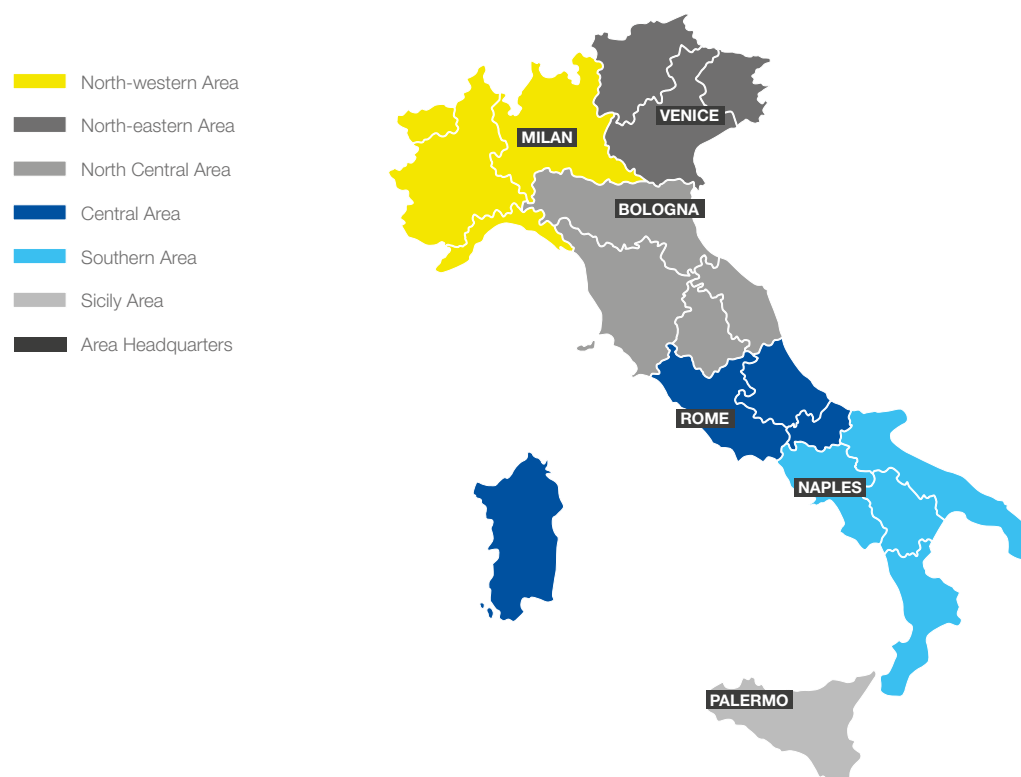 North-western Area
North-eastern Area
North Central Area
Central Area
Southern Area
Sicily Area
Area Headquarters
VENICE
MILAN
BOLOGNA
ROME
NAPLES
PALERMO